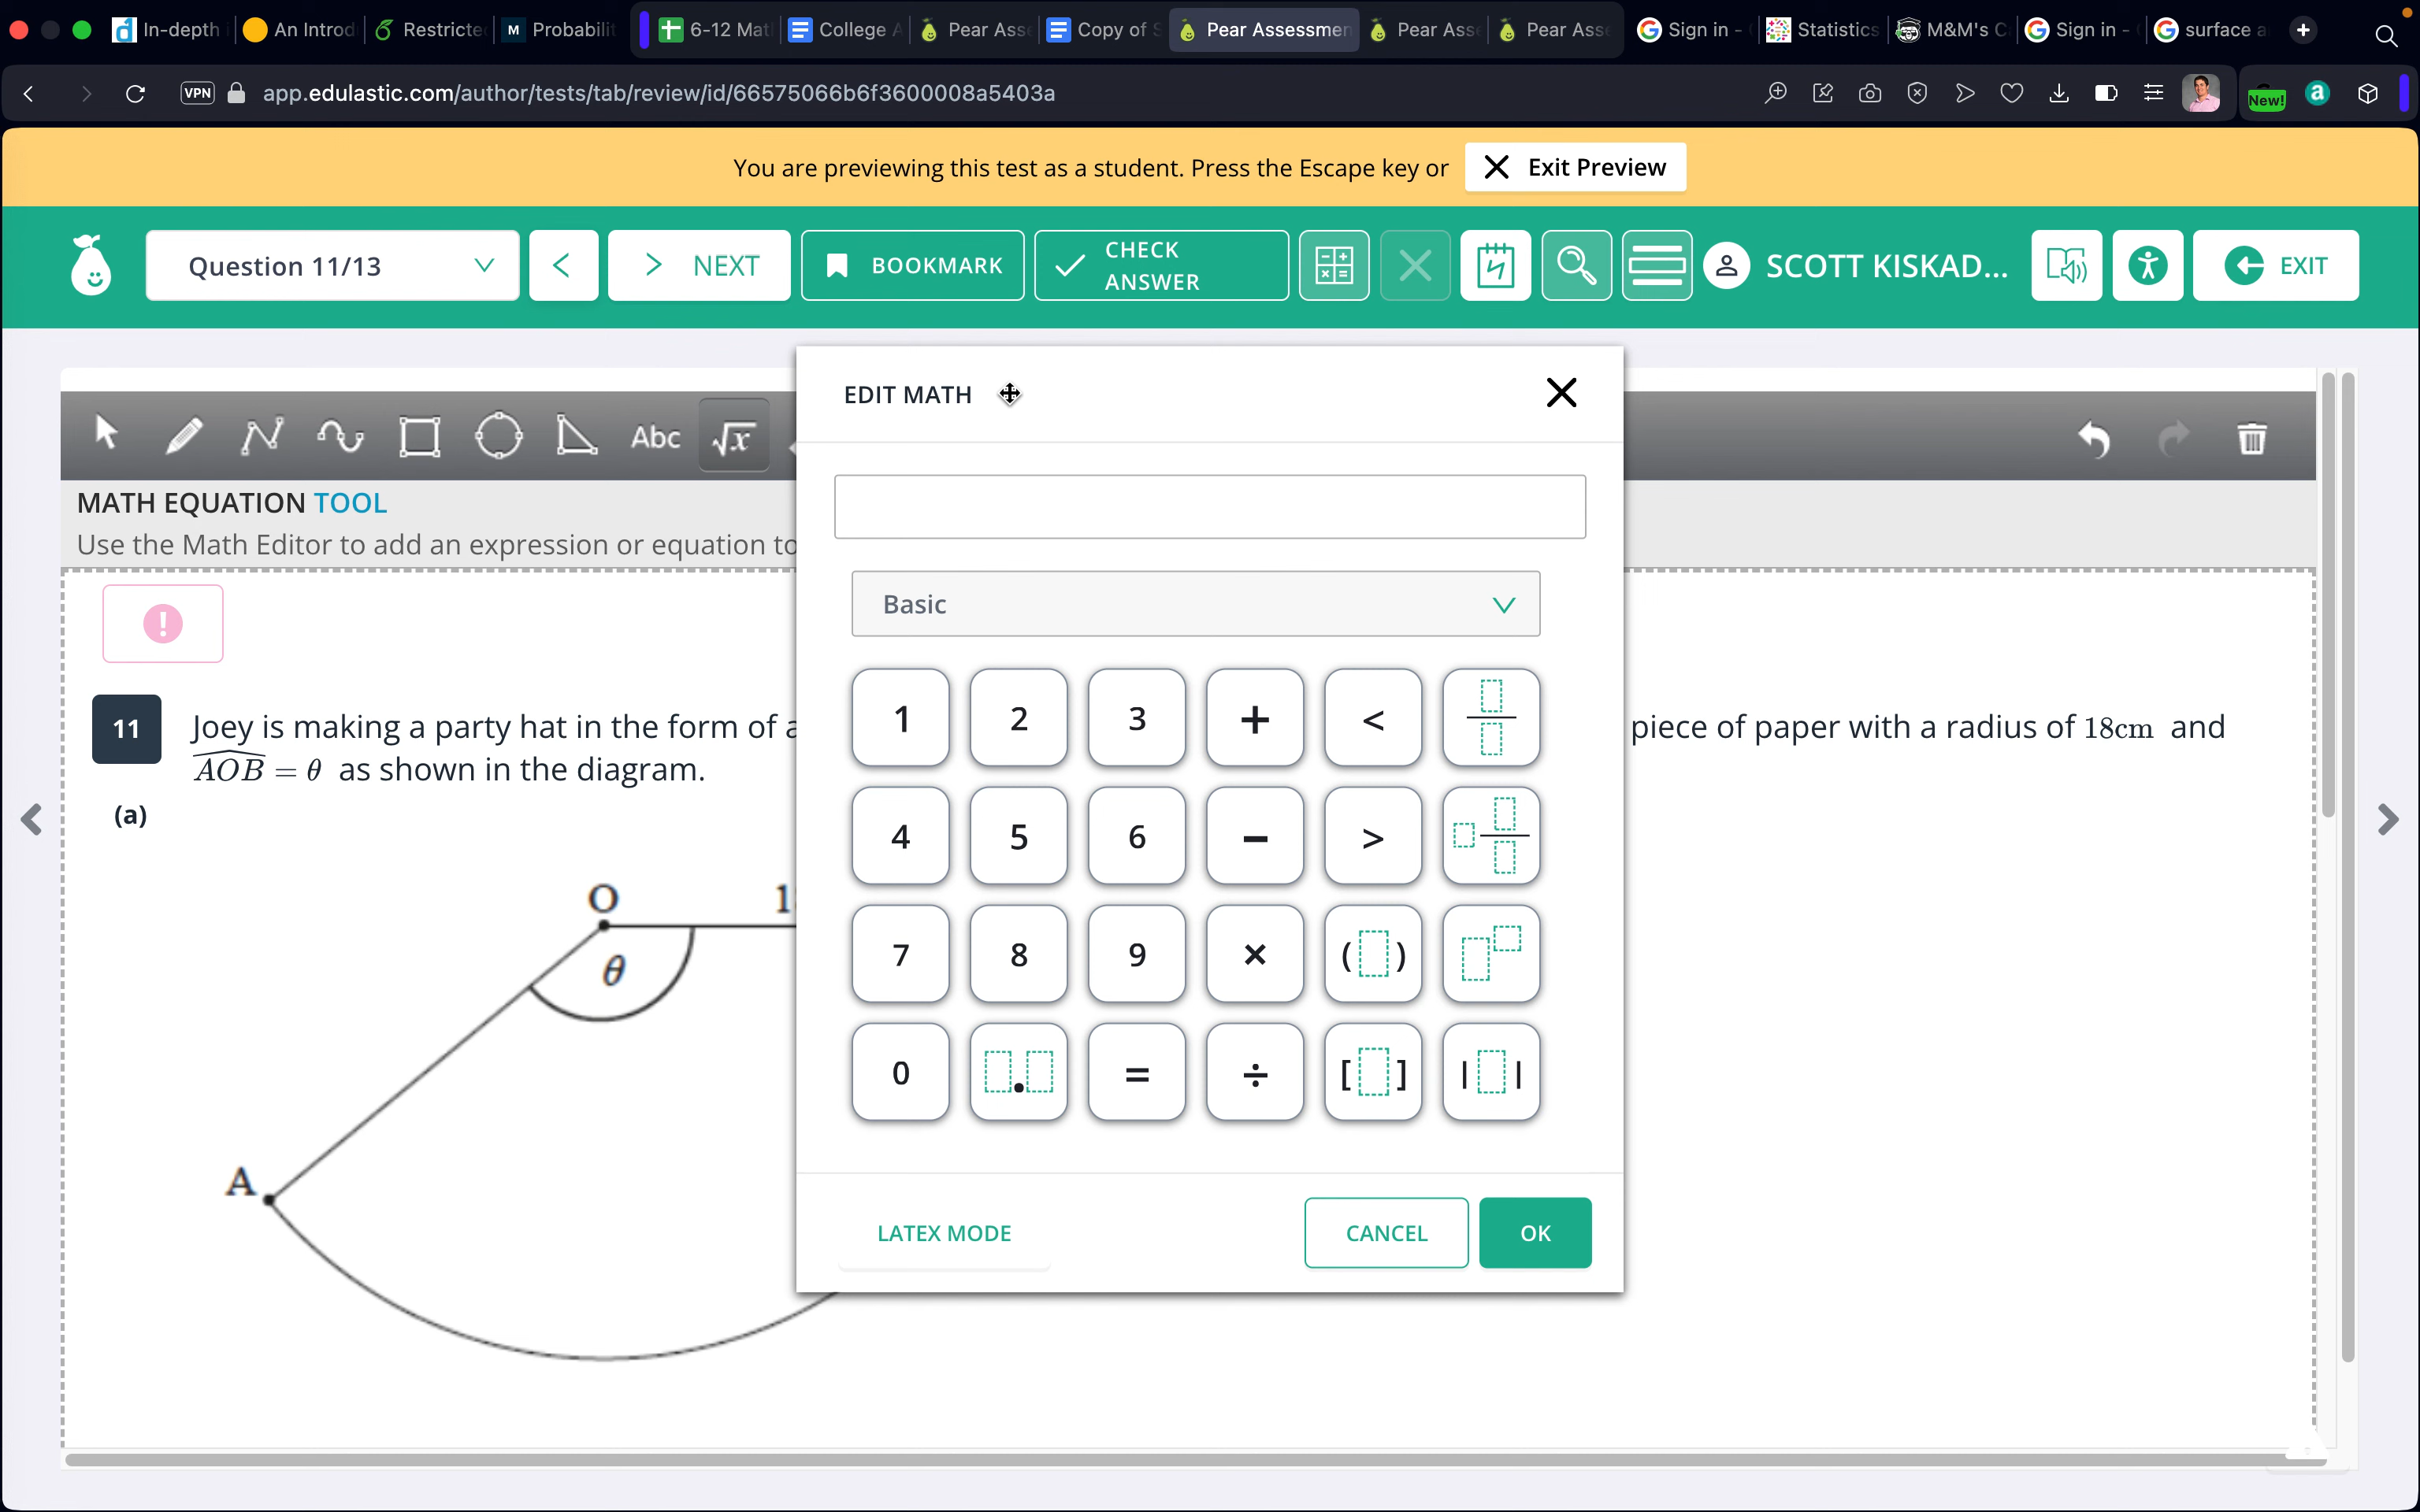 In-depth
An Introd
Restricte
Probabilit
6-12 Mat
College A
Pear Ass
Copy of S
Pear Assessmen
Pear Ass
Pear Ass
Sign in -
Statistics
M&M's C
Sign in -
surface a
VPN
app.edulastic.com/author/tests/tab/review/id/66575066b6f3600008a5403a
New!
You are previewing this test as a student. Press the Escape key or
Exit Preview
Question 11/13
NEXT
BOOKMARK
CHECK
ANSWER
SCOTT KISKAD...
EXIT
Abc
√x
MATH EQUATION TOOL
Use the Math Editor to add an expression or equation to
EDIT MATH
Basic
1 2 3 + <
4 5 6 − >
7 8 9 × ( )
0 . = ÷ [ ] | |
LATEX MODE
CANCEL
OK
11
Joey is making a party hat in the form of a
piece of paper with a radius of 18cm and
AOB = θ as shown in the diagram.
(a)
O
1
θ
A